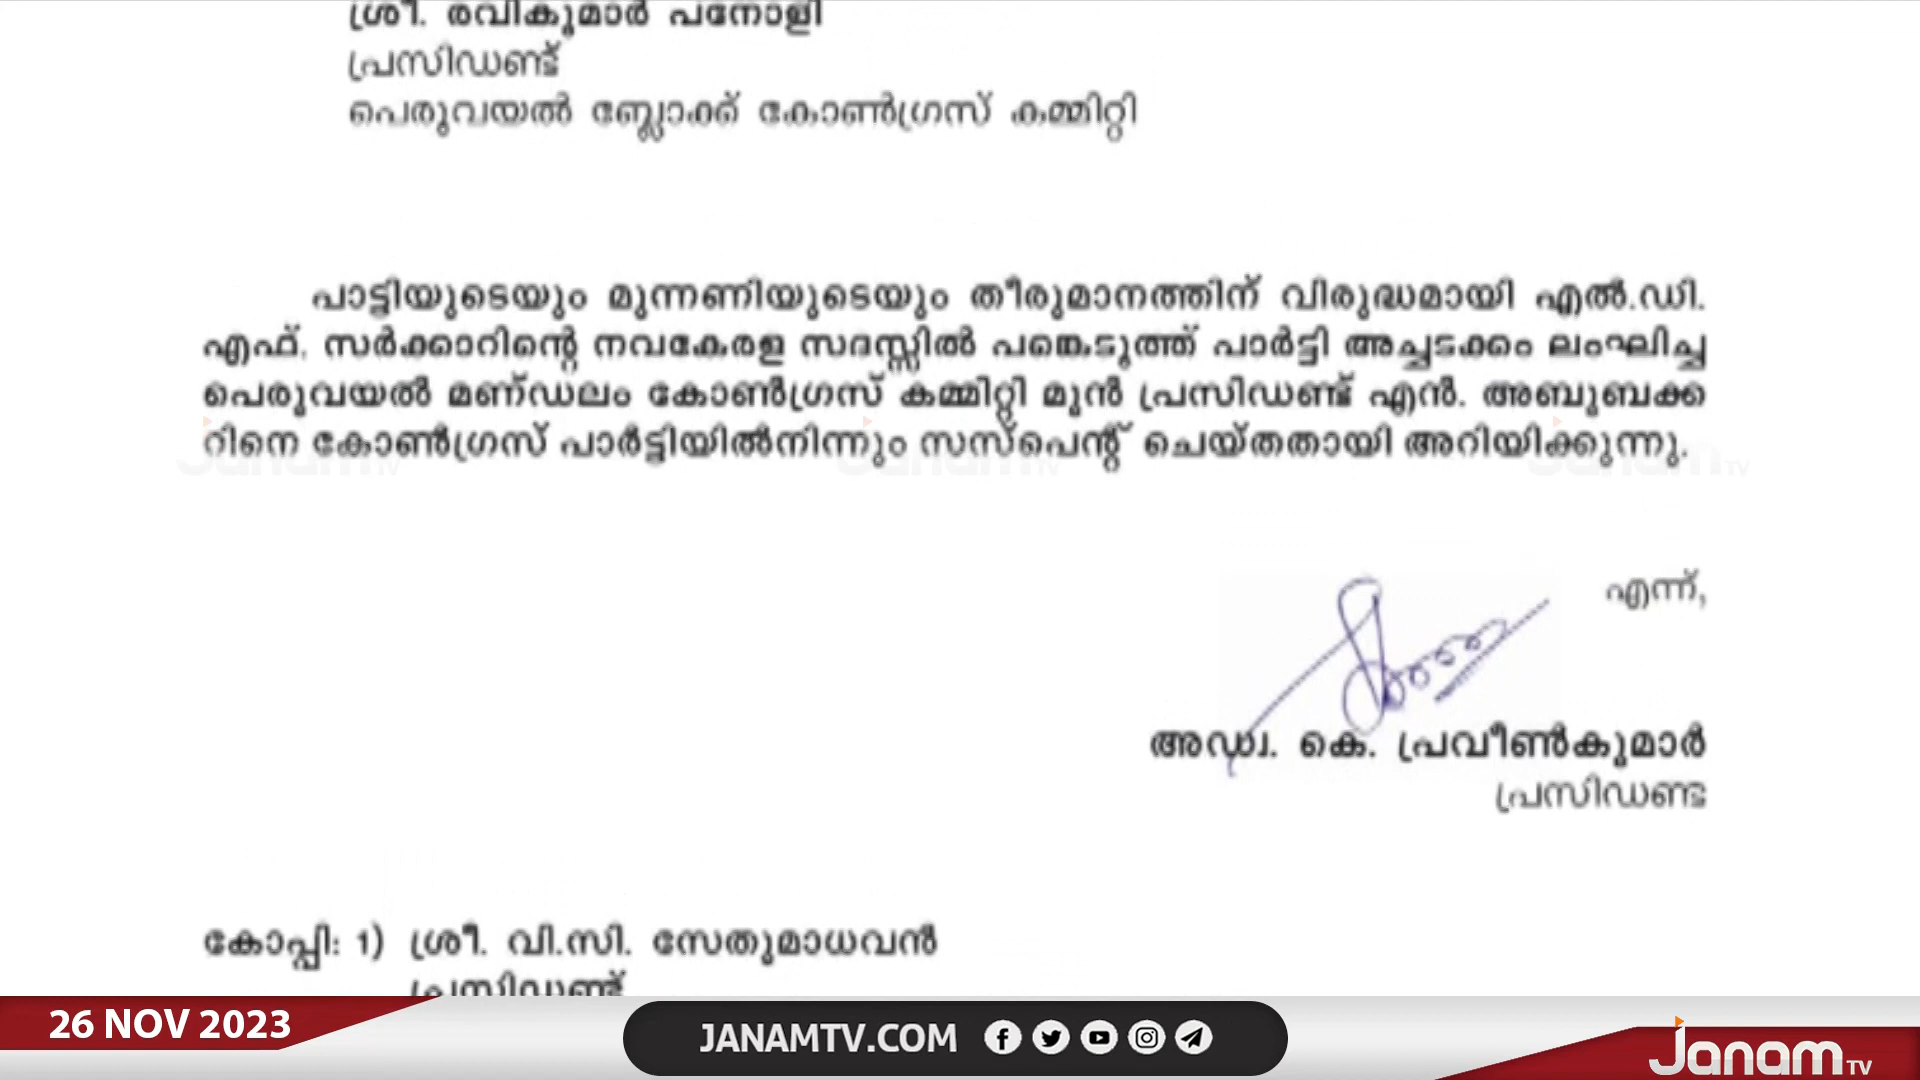 ശ്രീ. രവികുമാർ പനോളി
പ്രസിഡണ്ട്
പെരുവയൽ ബ്ലോക്ക് കോൺഗ്രസ് കമ്മിറ്റി
പാട്ടിയുടെയും മുന്നണിയുടെയും തീരുമാനത്തിന് വിരുദ്ധമായി എൽ.ഡി.
എഫ്. സർക്കാറിന്റെ നവകേരള സദസ്സിൽ പങ്കെടുത്ത് പാർട്ടി അച്ചടക്കം ലംഘിച്ച
പെരുവയൽ മണ്ഡലം കോൺഗ്രസ് കമ്മിറ്റി മുൻ പ്രസിഡണ്ട് എൻ. അബൂബക്ക
റിനെ കോൺഗ്രസ് പാർട്ടിയിൽനിന്നും സസ്പെന്റ് ചെയ്തതായി അറിയിക്കുന്നു.
എന്ന്,
അഡ്വ. കെ. പ്രവീൺകുമാർ
പ്രസിഡണ്ട
കോപ്പി: 1) ശ്രീ. വി.സി. സേതുമാധവൻ
പ്രസിഡണ്ട്
26 NOV 2023
JANAMTV.COM
Janam TV